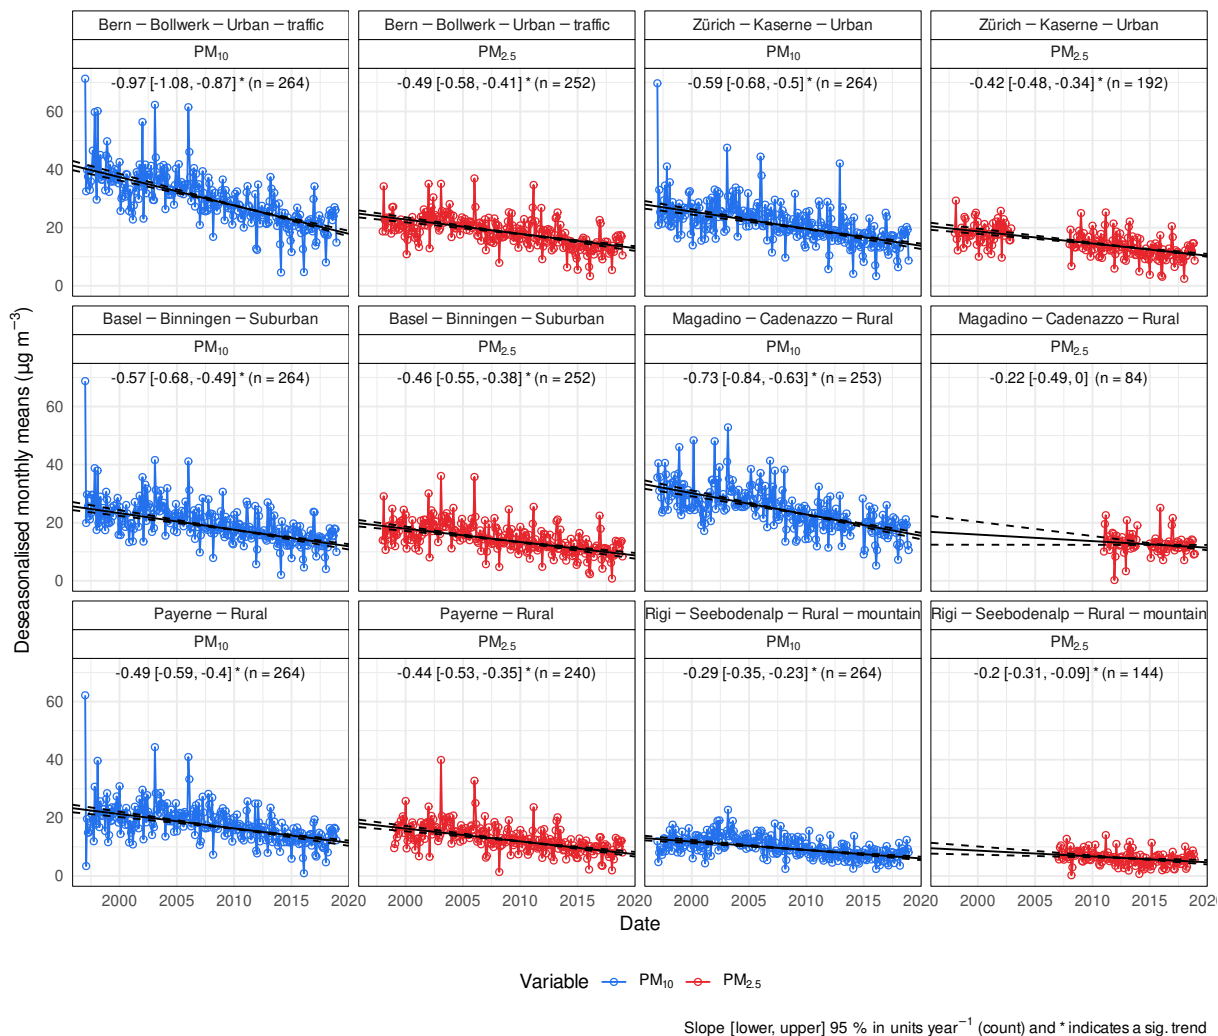 Bern − Bollwerk − Urban − traffic
Bern − Bollwerk − Urban − traffic
Zürich − Kaserne − Urban
Zürich − Kaserne − Urban
PM10
PM2.5
PM10
PM2.5
-0.97 [-1.08, -0.87] * (n = 264)
-0.49 [-0.58, -0.41] * (n = 252)
-0.59 [-0.68, -0.5] * (n = 264)
-0.42 [-0.48, -0.34] * (n = 192)
60
40
20
0
Basel − Binningen − Suburban
Basel − Binningen − Suburban
Magadino − Cadenazzo − Rural
Magadino − Cadenazzo − Rural
PM10
PM2.5
PM10
PM2.5
-0.57 [-0.68, -0.49] * (n = 264)
-0.46 [-0.55, -0.38] * (n = 252)
-0.73 [-0.84, -0.63] * (n = 253)
-0.22 [-0.49, 0] (n = 84)
60
40
20
0
Deseasonalised monthly means (µg m−3)
Payerne − Rural
Payerne − Rural
Rigi − Seebodenalp − Rural − mountain
Rigi − Seebodenalp − Rural − mountain
PM10
PM2.5
PM10
PM2.5
-0.49 [-0.59, -0.4] * (n = 264)
-0.44 [-0.53, -0.35] * (n = 240)
-0.29 [-0.35, -0.23] * (n = 264)
-0.2 [-0.31, -0.09] * (n = 144)
60
40
20
0
2000 2005 2010 2015 2020
2000 2005 2010 2015 2020
2000 2005 2010 2015 2020
2000 2005 2010 2015 2020
Date
Variable PM10 PM2.5
Slope [lower, upper] 95 % in units year−1 (count) and * indicates a sig. trend